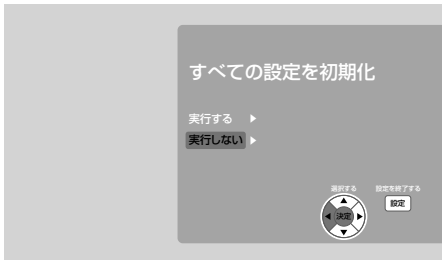 すべての設定を初期化
実行する
実行しない
選択する 設定を終了する
決定 設定